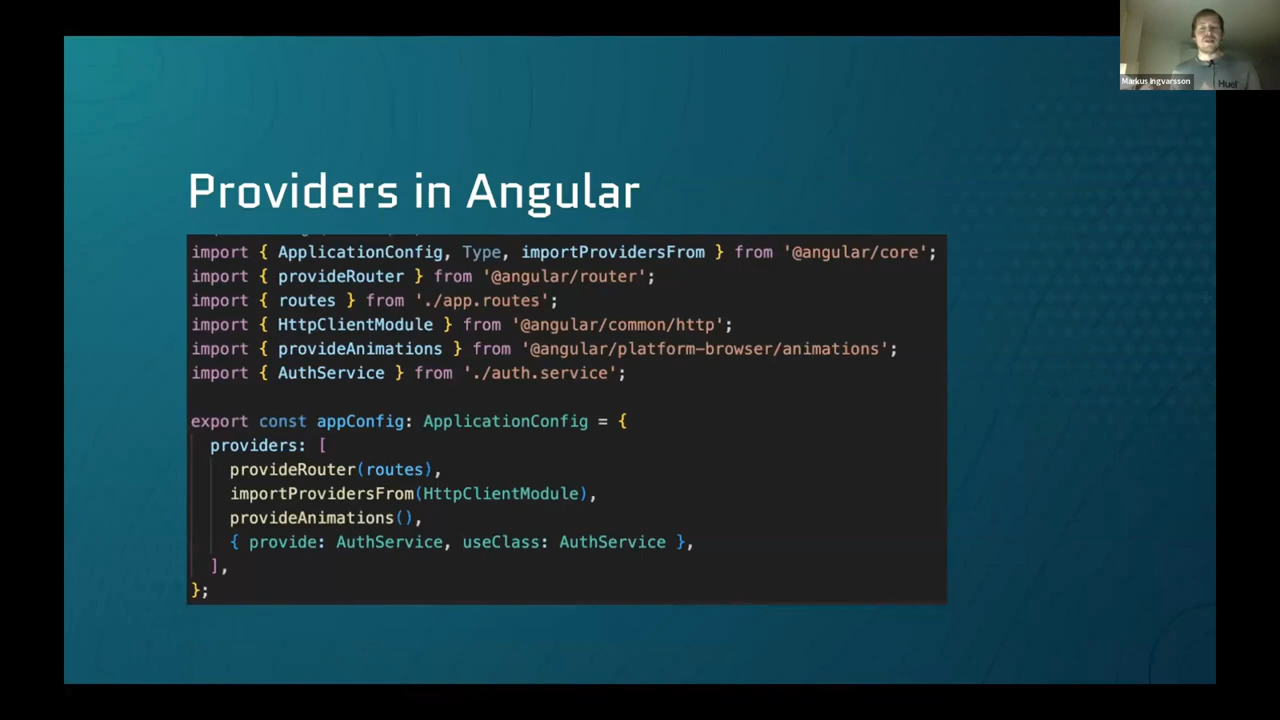 Markus Ingvarsson
Huel
Providers in Angular
import { ApplicationConfig, Type, importProvidersFrom } from '@angular/core';
import { provideRouter } from '@angular/router';
import { routes } from './app.routes';
import { HttpClientModule } from '@angular/common/http';
import { provideAnimations } from '@angular/platform-browser/animations';
import { AuthService } from './auth.service';
export const appConfig: ApplicationConfig = {
providers: [
provideRouter(routes),
importProvidersFrom(HttpClientModule),
provideAnimations(),
{ provide: AuthService, useClass: AuthService },
],
};